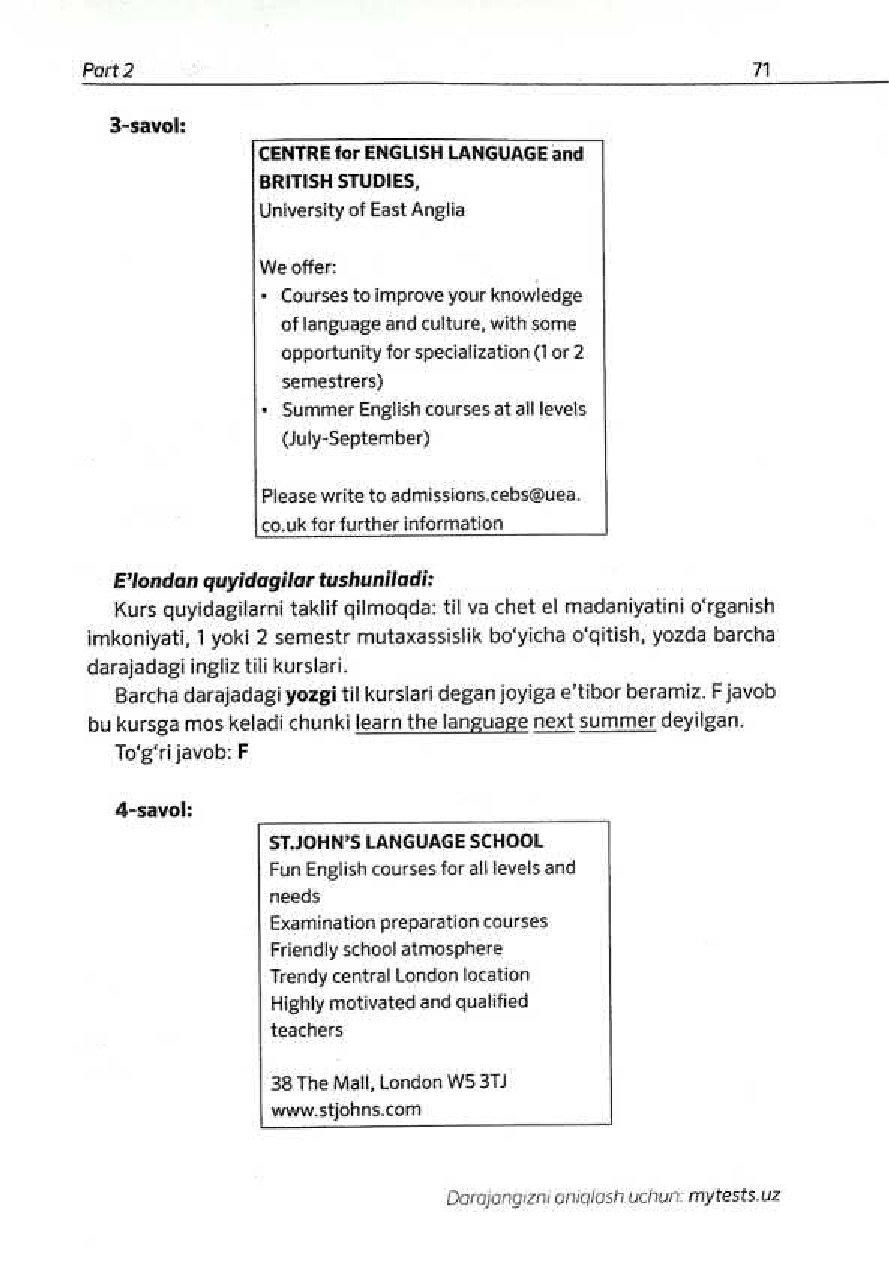 Part 2 71
3-savol:
CENTRE for ENGLISH LANGUAGE and
BRITISH STUDIES,
University of East Anglia
We offer:
• Courses to improve your knowledge
of language and culture, with some
opportunity for specialization (1 or 2
semestrers)
• Summer English courses at all levels
(July-September)
Please write to admissions.cebs@uea.
co.uk for further information
E'londan quyidagilar tushuniladi:
Kurs quyidagilarni taklif qilmoqda: til va chet el madaniyatini o'rganish
imkoniyati, 1 yoki 2 semestr mutaxassislik bo'yicha o'qitish, yozda barcha
darajadagi ingliz tili kurslari.
Barcha darajadagi yozgi til kurslari degan joyiga e'tibor beramiz. F javob
bu kursga mos keladi chunki learn the language next summer deyilgan.
To'g'ri javob: F
4-savol:
ST.JOHN'S LANGUAGE SCHOOL
Fun English courses for all levels and
needs
Examination preparation courses
Friendly school atmosphere
Trendy central London location
Highly motivated and qualified
teachers
38 The Mall, London W5 3TJ
www.stjohns.com
Darajangizni aniqlash uchun: mytests.uz